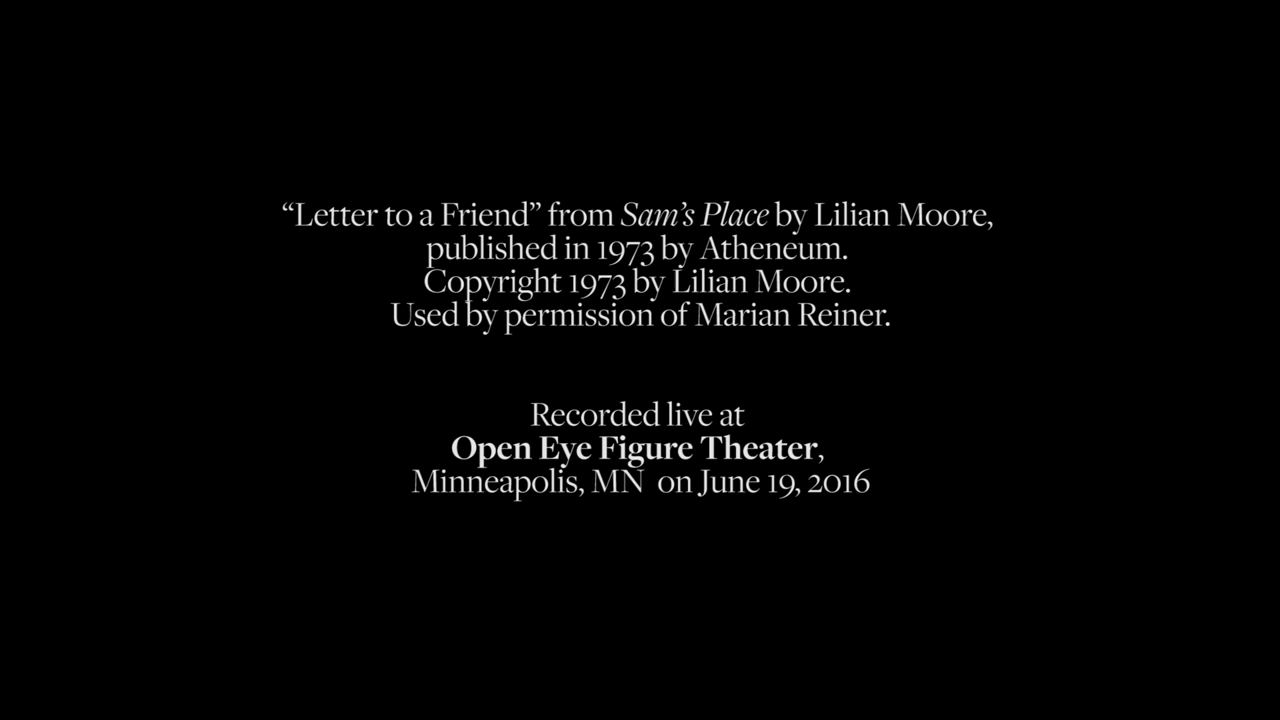 “Letter to a Friend” from Sam’s Place by Lilian Moore,
published in 1973 by Atheneum.
Copyright 1973 by Lilian Moore.
Used by permission of Marian Reiner.
Recorded live at
Open Eye Figure Theater,
Minneapolis, MN on June 19, 2016